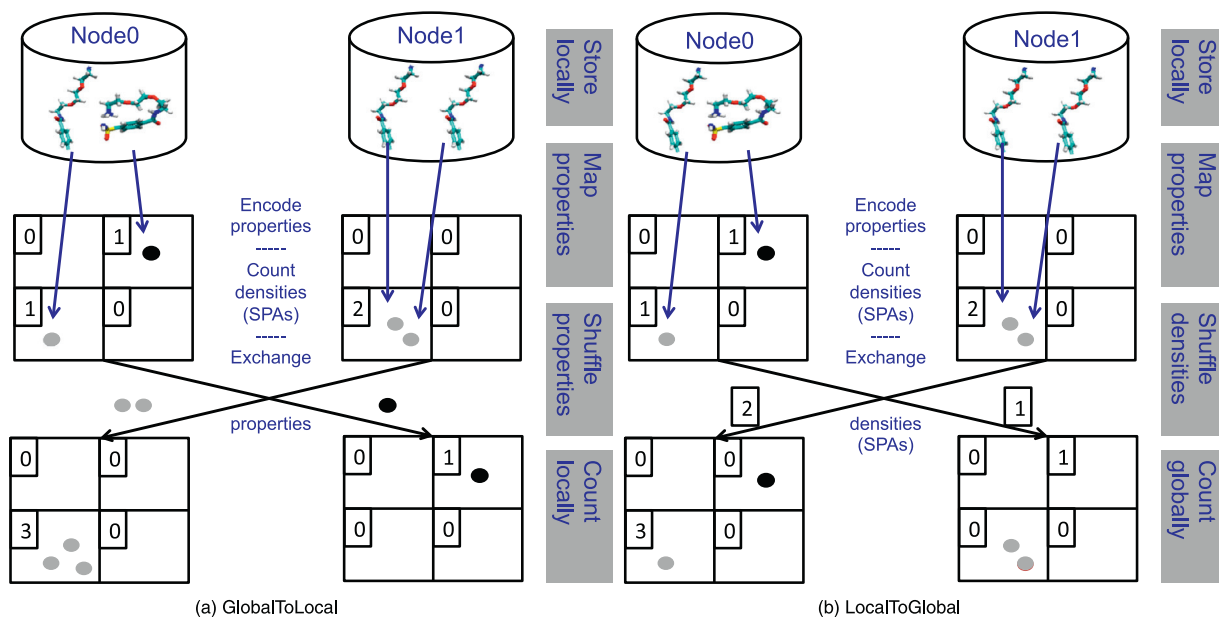 Node0
Node1
Store locally
0
1
1
0
0
0
2
0
Encode
properties
-----
Count
densities
(SPAs)
-----
Exchange
properties
Map properties
Shuffle properties
0
0
3
0
0
1
0
0
Count locally
(a) GlobalToLocal
Node0
Node1
Store locally
0
1
1
0
0
0
2
0
Encode
properties
-----
Count
densities
(SPAs)
-----
Exchange
densities
(SPAs)
Map properties
Shuffle densities
2
1
0
0
3
0
0
1
0
0
Count globally
(b) LocalToGlobal